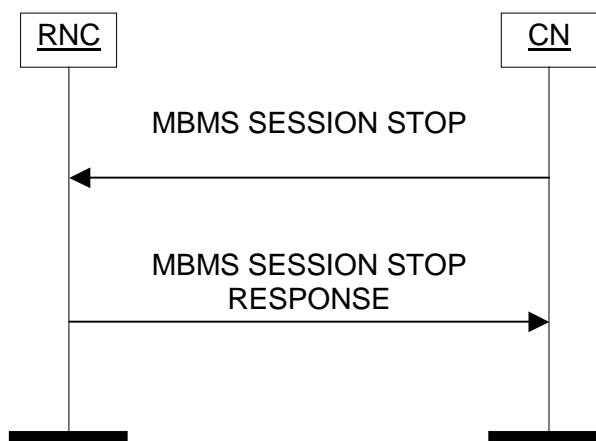 RNC
CN
MBMS SESSION STOP
MBMS SESSION STOP
RESPONSE